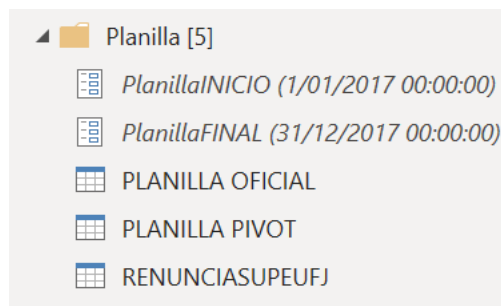 Planilla [5]
PlanillaINICIO (1/01/2017 00:00:00)
PlanillaFINAL (31/12/2017 00:00:00)
PLANILLA OFICIAL
PLANILLA PIVOT
RENUNCIASUPEUFJ